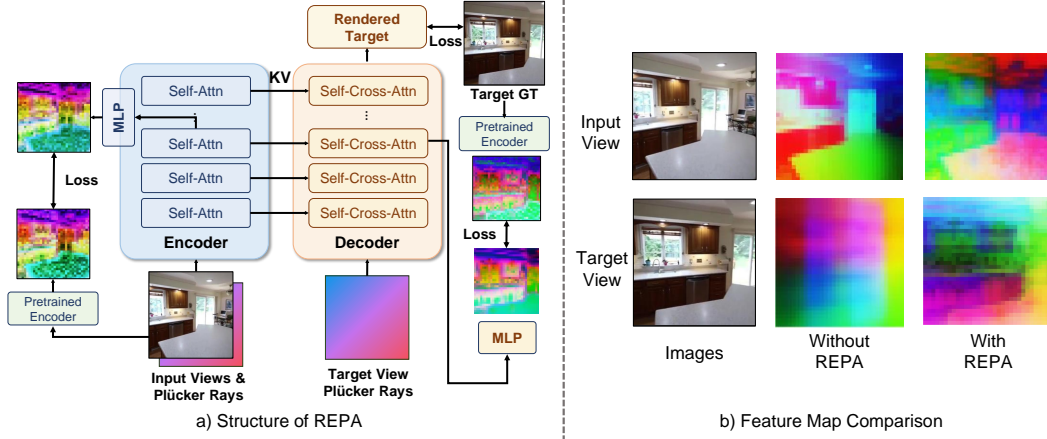 Rendered
Target
Loss
Target GT
Pretrained
Encoder
Loss
MLP
KV
Self-Attn
...
Self-Attn
Self-Attn
Self-Attn
Encoder
Self-Cross-Attn
...
Self-Cross-Attn
Self-Cross-Attn
Self-Cross-Attn
Decoder
MLP
Loss
Pretrained
Encoder
Input Views &
Plücker Rays
Target View
Plücker Rays
a) Structure of REPA
Input
View
Target
View
Images
Without
REPA
With
REPA
b) Feature Map Comparison